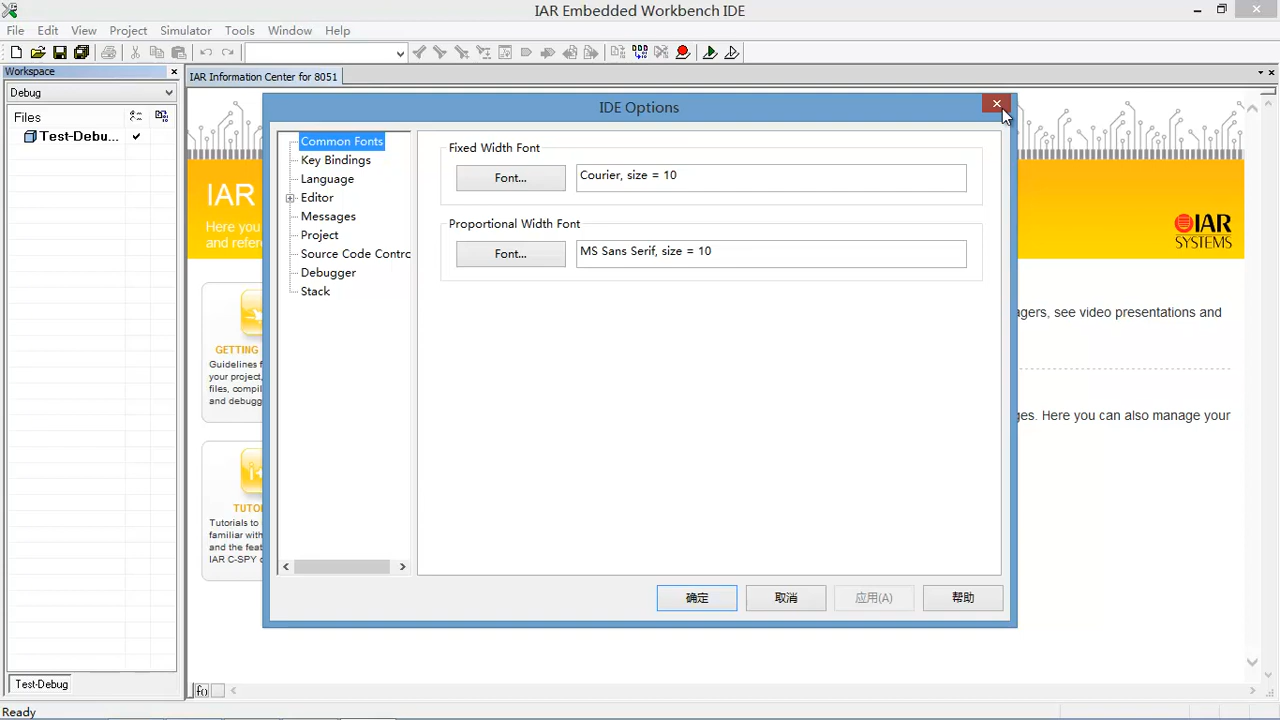 IAR Embedded Workbench IDE
File Edit View Project Simulator Tools Window Help
Workspace
IAR Information Center for 8051
Debug
Files
Test-Debu...
IDE Options
Common Fonts
Key Bindings
Language
Editor
Messages
Project
Source Code Contro
Debugger
Stack
Fixed Width Font
Font...
Courier, size = 10
Proportional Width Font
Font...
MS Sans Serif, size = 10
确定
取消
应用(A)
帮助
IAR
Here you
and refere
IAR
SYSTEMS
agers, see video presentations and
ges. Here you can also manage your
GETTING
Guidelines f
your project,
files, compil
and debugg
TUTO
Tutorials to
familiar with
and the feat
IAR C-SPY
Test-Debug
f()
Ready